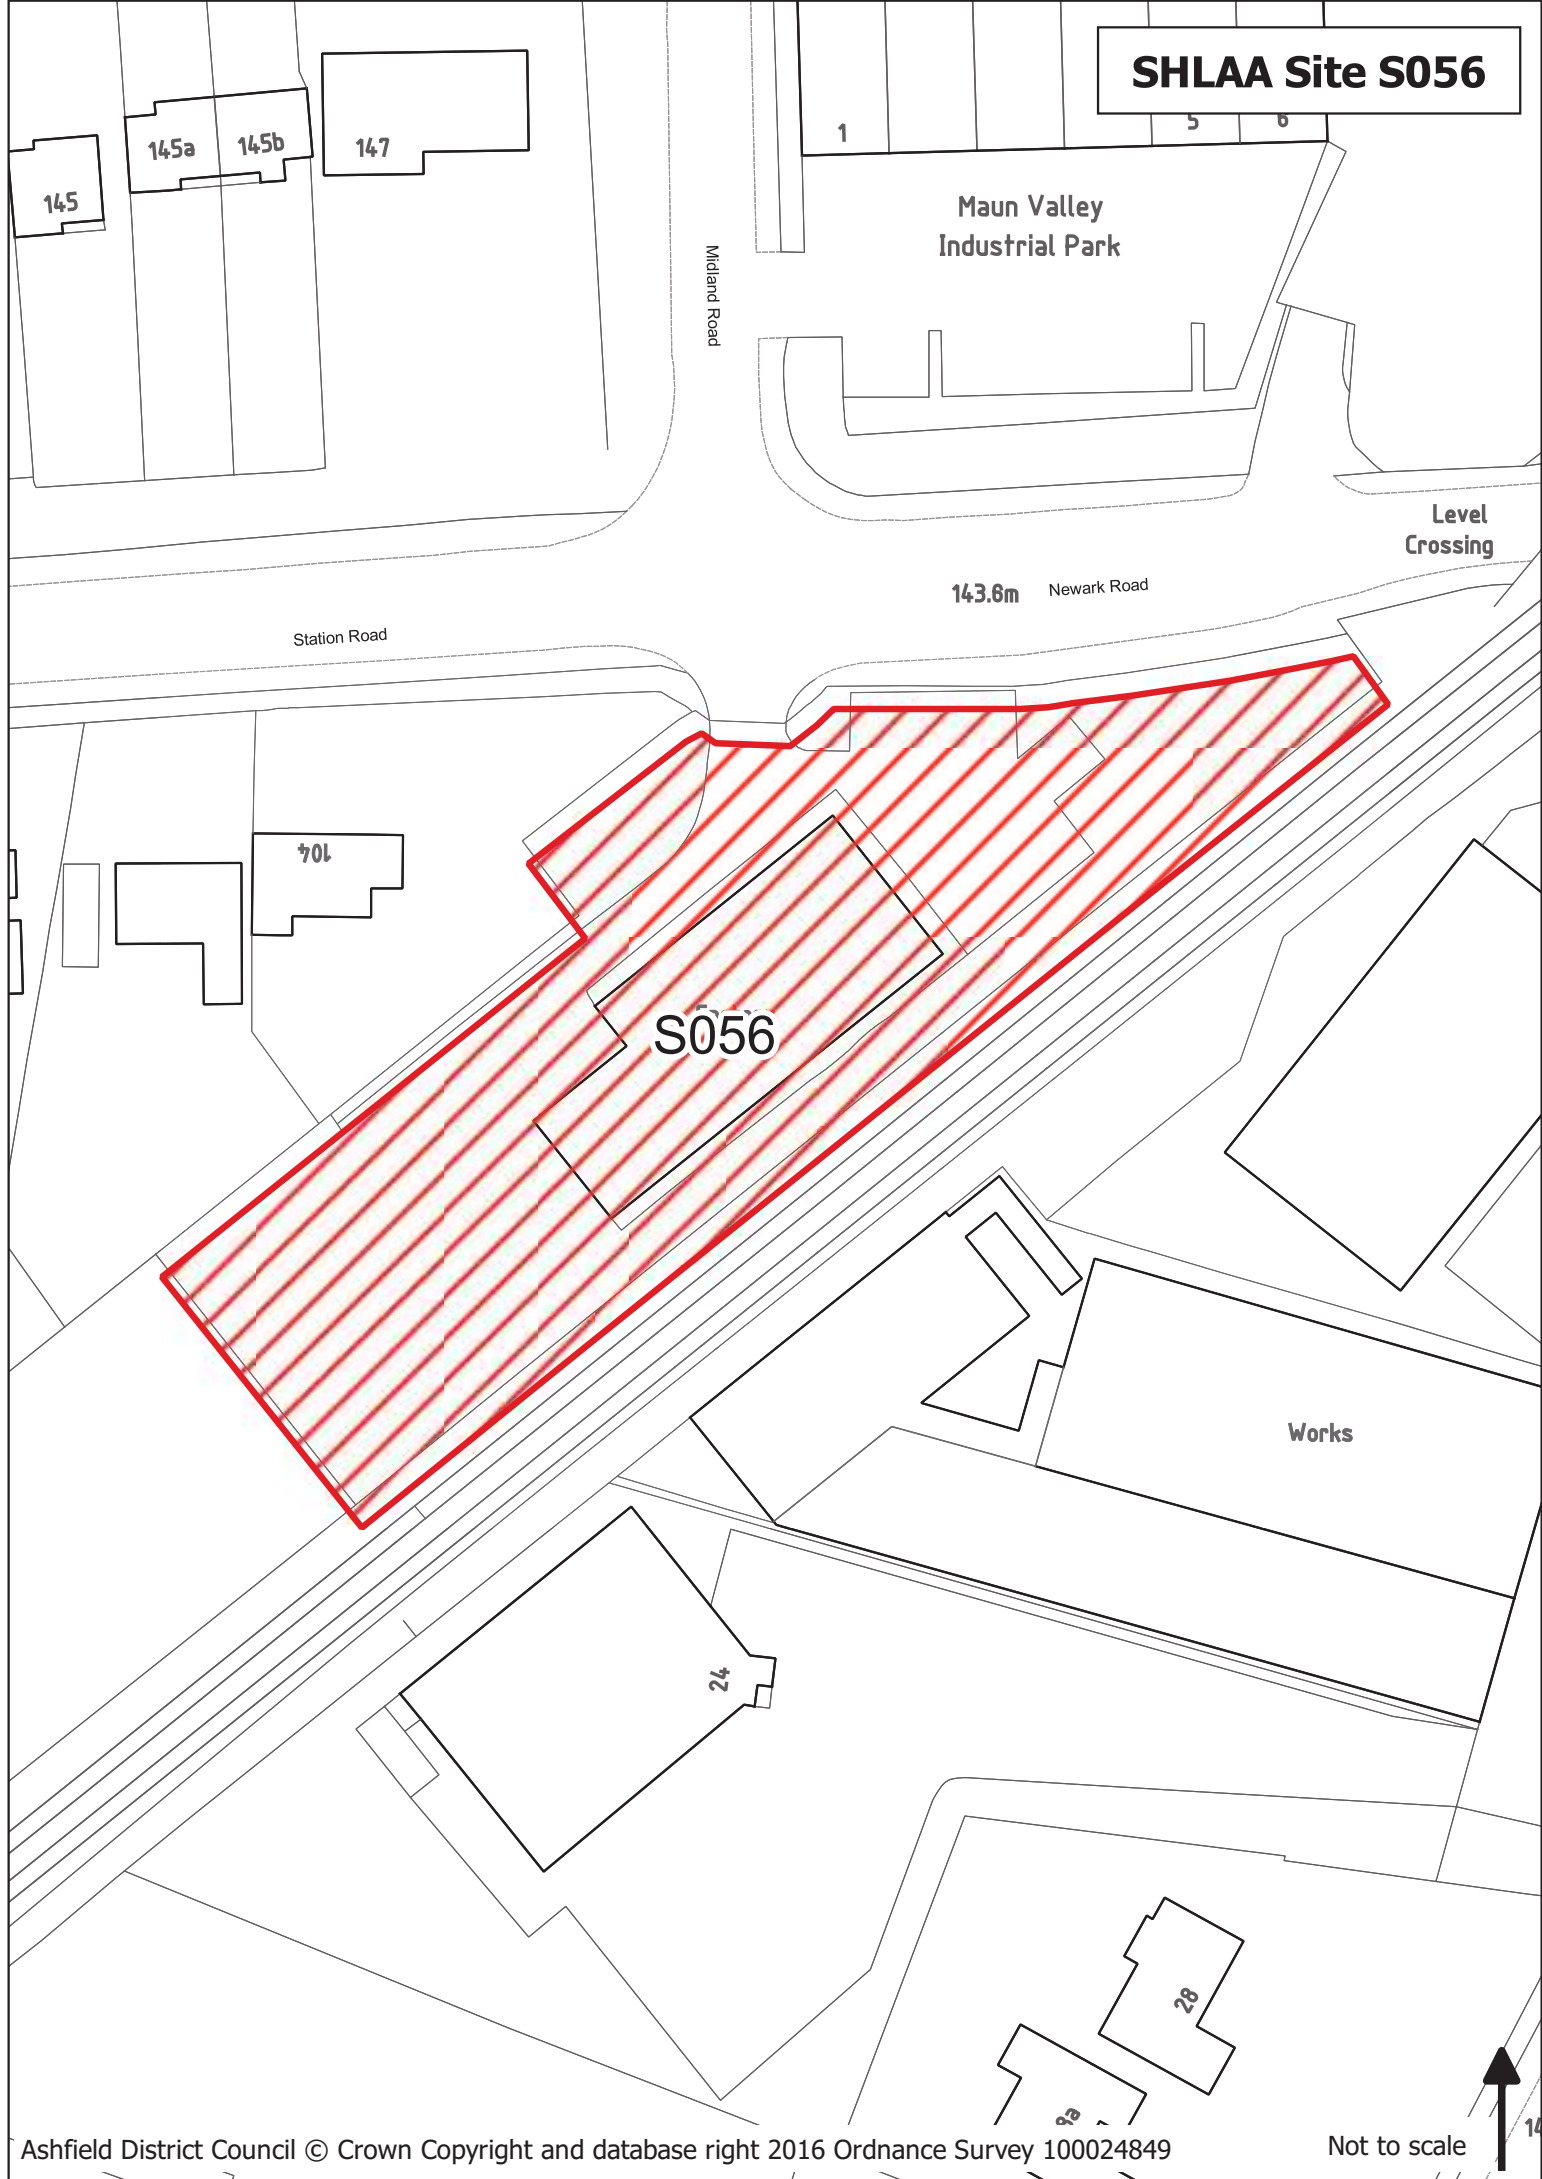 SHLAA Site S056
145a
145b
147
145
1
5
6
Maun Valley
Industrial Park
Midland Road
Level
Crossing
143.6m
Newark Road
Station Road
104
S056
Works
24
28
Ashfield District Council © Crown Copyright and database right 2016 Ordnance Survey 100024849
Not to scale